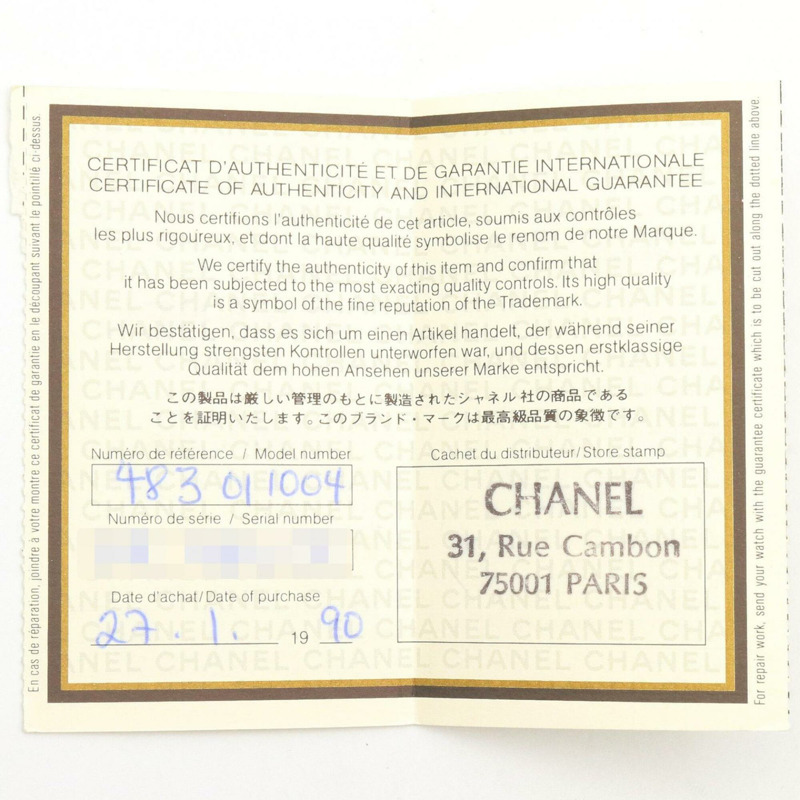 CERTIFICAT D'AUTHENTICITÉ ET DE GARANTIE INTERNATIONALE
CERTIFICATE OF AUTHENTICITY AND INTERNATIONAL GUARANTEE
Nous certifions l'authenticité de cet article, soumis aux contrôles
les plus rigoureux, et dont la haute qualité symbolise le renom de notre Marque.
We certify the authenticity of this item and confirm that
it has been subjected to the most exacting quality controls. Its high quality
is a symbol of the fine reputation of the Trademark.
Wir bestätigen, dass es sich um einen Artikel handelt, der während seiner
Herstellung strengsten Kontrollen unterworfen war, und dessen erstklassige
Qualität dem hohen Ansehen unserer Marke entspricht.
この製品は厳しい管理のもとに製造されたシャネル社の商品である
ことを証明いたします。このブランド・マークは最高級品質の象徴です。
Numéro de référence / Model number
483 011004
Numéro de série / Serial number
Date d'achat/Date of purchase
27.1. 19 90
Cachet du distributeur/Store stamp
CHANEL
31, Rue Cambon
75001 PARIS
En cas de réparation, joindre à votre montre ce certificat de garantie en le découpant suivant le pointillé ci-dessus.
For repair work, send your watch with the guarantee certificate which is to be cut out along the dotted line above.